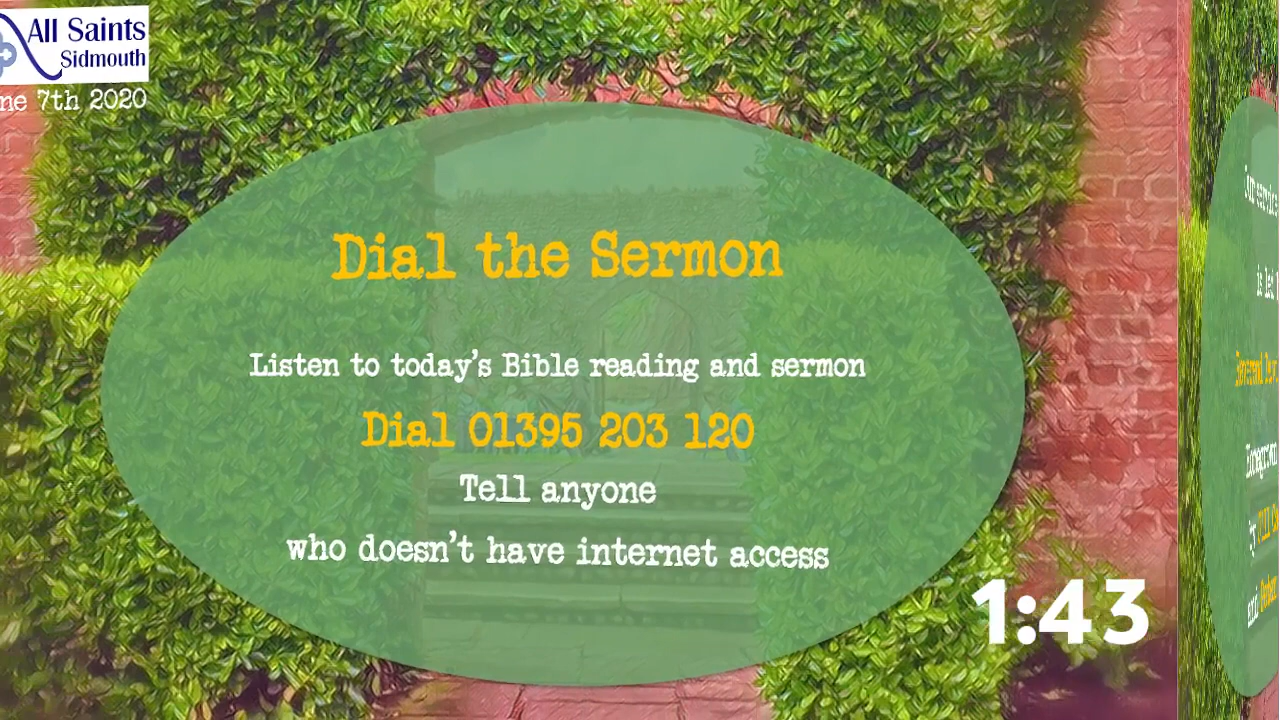 All Saints
Sidmouth
ne 7th 2020
Dial the Sermon
Listen to today's Bible reading and sermon
Dial 01395 203 120
Tell anyone
who doesn't have internet access
1:43